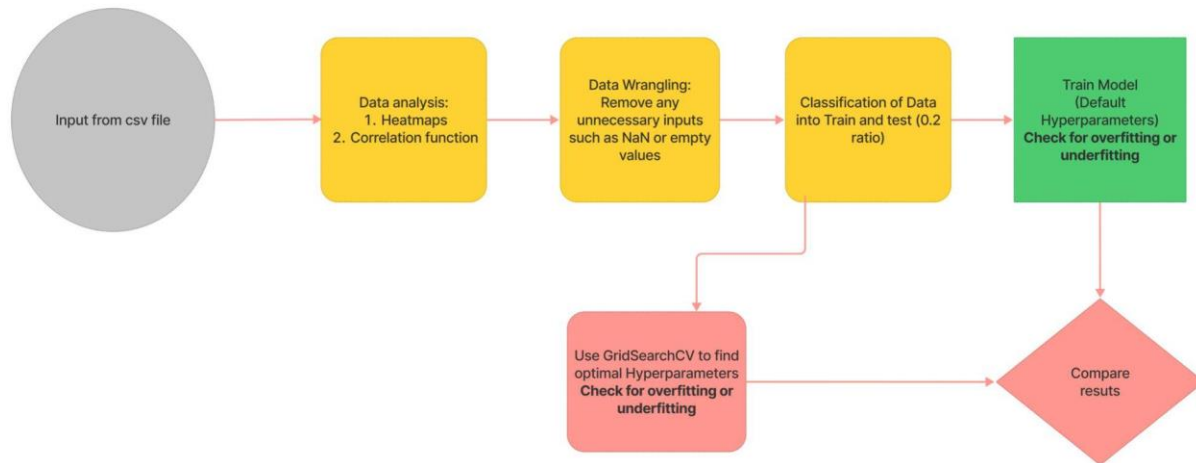 Input from csv file
Data analysis:
1. Heatmaps
2. Correlation function
Data Wrangling:
Remove any
unnecessary inputs
such as NaN or empty
values
Classification of Data
into Train and test (0.2
ratio)
Train Model
(Default
Hyperparameters)
Check for overfitting or
underfitting
Use GridSearchCV to find
optimal Hyperparameters
Check for overfitting or
underfitting
Compare
resuts